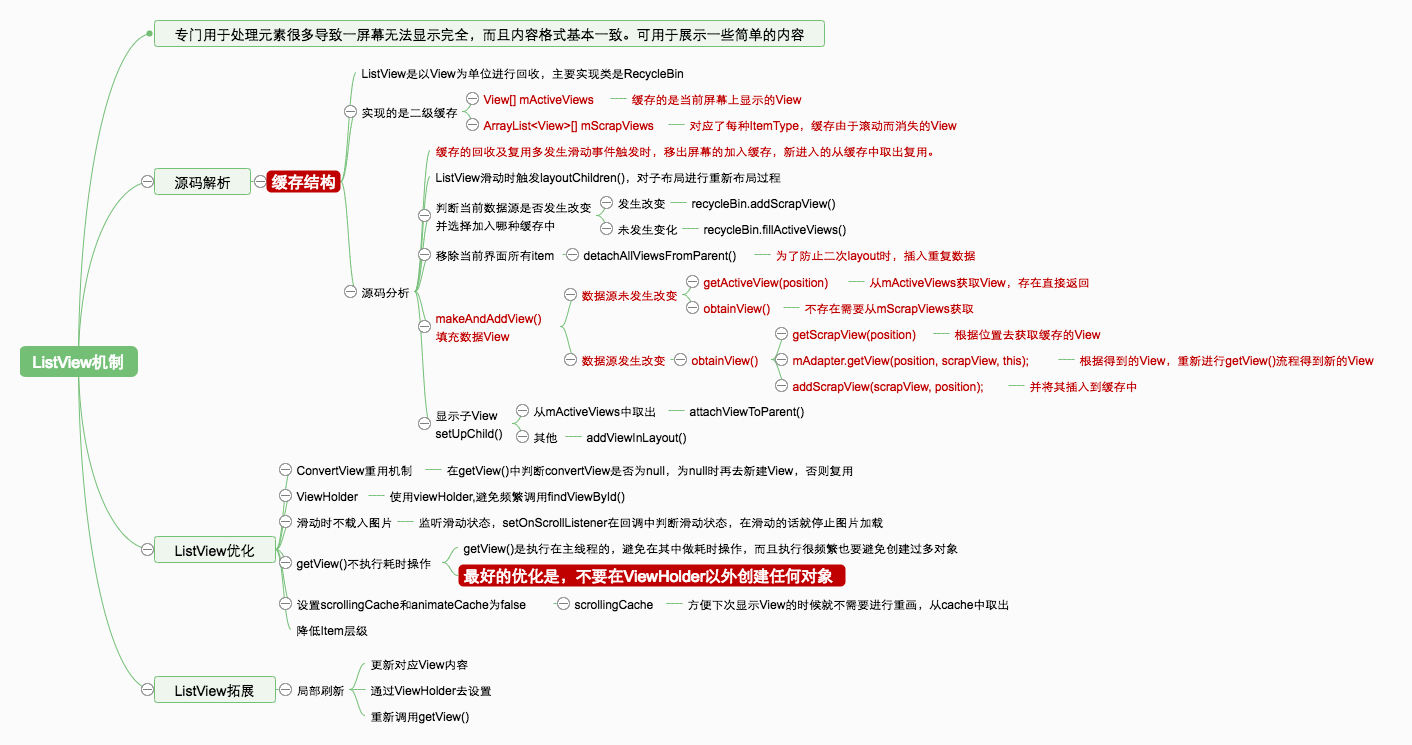 专门用于处理元素很多导致一屏幕无法显示完全，而且内容格式基本一致。可用于展示一些简单的内容
ListView机制
源码解析
缓存结构
ListView是以View为单位进行回收，主要实现类是RecycleBin
实现的是二级缓存
View[] mActiveViews
缓存的是当前屏幕上显示的View
ArrayList<View>[] mScrapViews
对应了每种ItemType，缓存由于滚动而消失的View
源码分析
缓存的回收及复用多发生滑动事件触发时，移出屏幕的加入缓存，新进入的从缓存中取出复用。
ListView滑动时触发layoutChildren()，对子布局进行重新布局过程
判断当前数据源是否发生改变
并选择加入哪种缓存中
发生改变
recycleBin.addScrapView()
未发生变化
recycleBin.fillActiveViews()
移除当前界面所有item
detachAllViewsFromParent()
为了防止二次layout时，插入重复数据
makeAndAddView()
填充数据View
数据源未发生改变
getActiveView(position)
从mActiveViews获取View，存在直接返回
obtainView()
不存在需要从mScrapViews获取
数据源发生改变
obtainView()
getScrapView(position)
根据位置去获取缓存的View
mAdapter.getView(position, scrapView, this);
根据得到的View，重新进行getView()流程得到新的View
addScrapView(scrapView, position);
并将其插入到缓存中
显示子View
setUpChild()
从mActiveViews中取出
attachViewToParent()
其他
addViewInLayout()
ListView优化
ConvertView重用机制
在getView()中判断convertView是否为null，为null时再去新建View，否则复用
ViewHolder
使用viewHolder,避免频繁调用findViewById()
滑动时不载入图片
监听滑动状态，setOnScrollListener在回调中判断滑动状态，在滑动的话就停止图片加载
getView()不执行耗时操作
getView()是执行在主线程的，避免在其中做耗时操作，而且执行很频繁也要避免创建过多对象
最好的优化是，不要在ViewHolder以外创建任何对象
设置scrollingCache和animateCache为false
scrollingCache
方便下次显示View的时候就不需要进行重画，从cache中取出
降低Item层级
ListView拓展
局部刷新
更新对应View内容
通过ViewHolder去设置
重新调用getView()